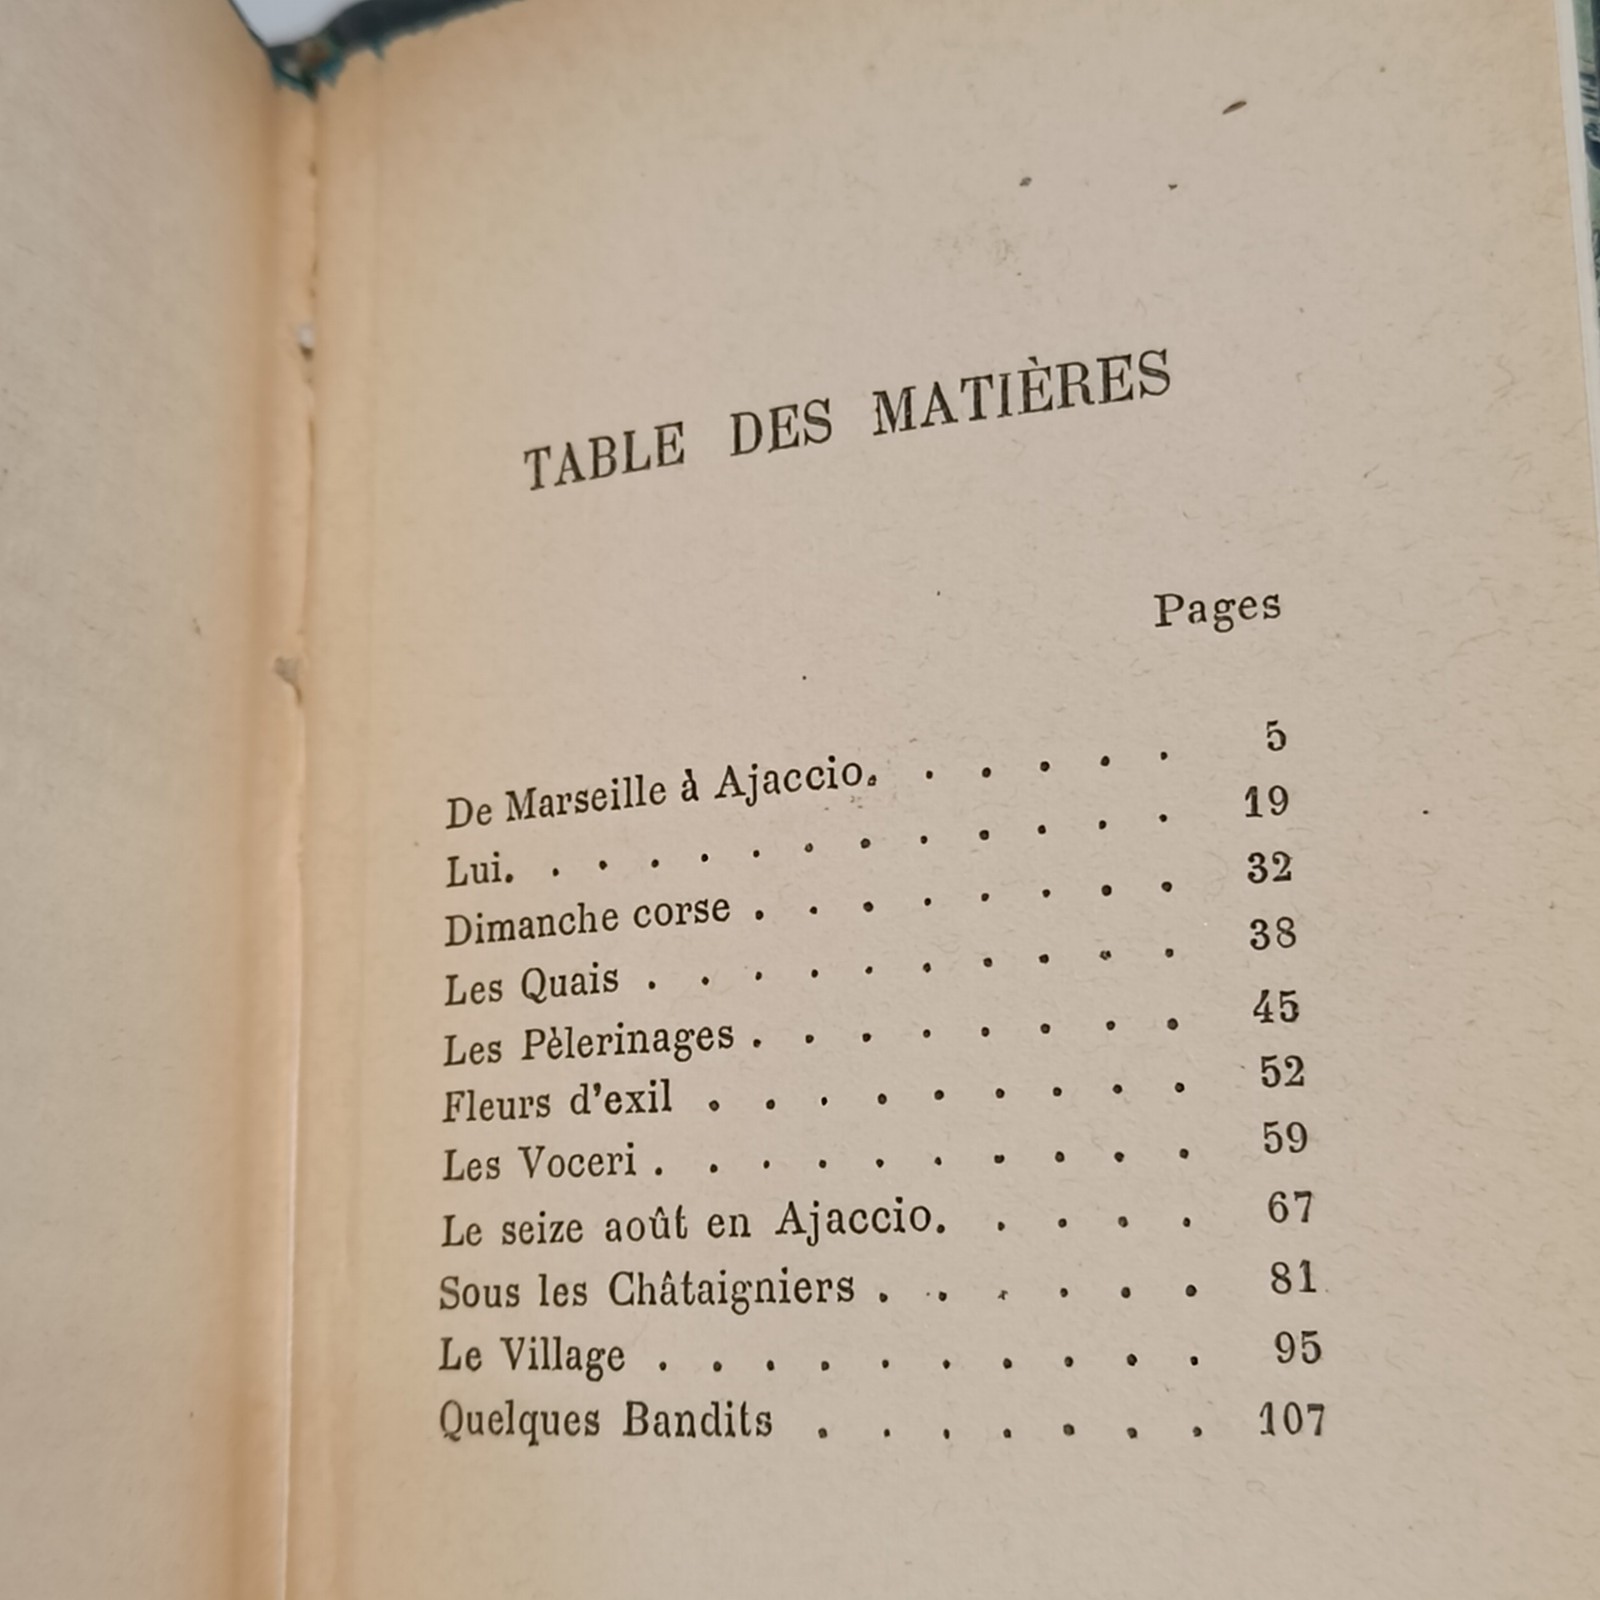 TABLE DES MATIÈRES
Pages
De Marseille à Ajaccio. . . . . . 5
Lui. . . . . . . . . . . . 19
Dimanche corse . . . . . . . . 32
Les Quais . . . . . . . . . . 38
Les Pèlerinages . . . . . . . . 45
Fleurs d'exil . . . . . . . . . 52
Les Voceri . . . . . . . . . . 59
Le seize août en Ajaccio. . . . . 67
Sous les Châtaigniers . . . . . . 81
Le Village . . . . . . . . . . 95
Quelques Bandits . . . . . . . 107